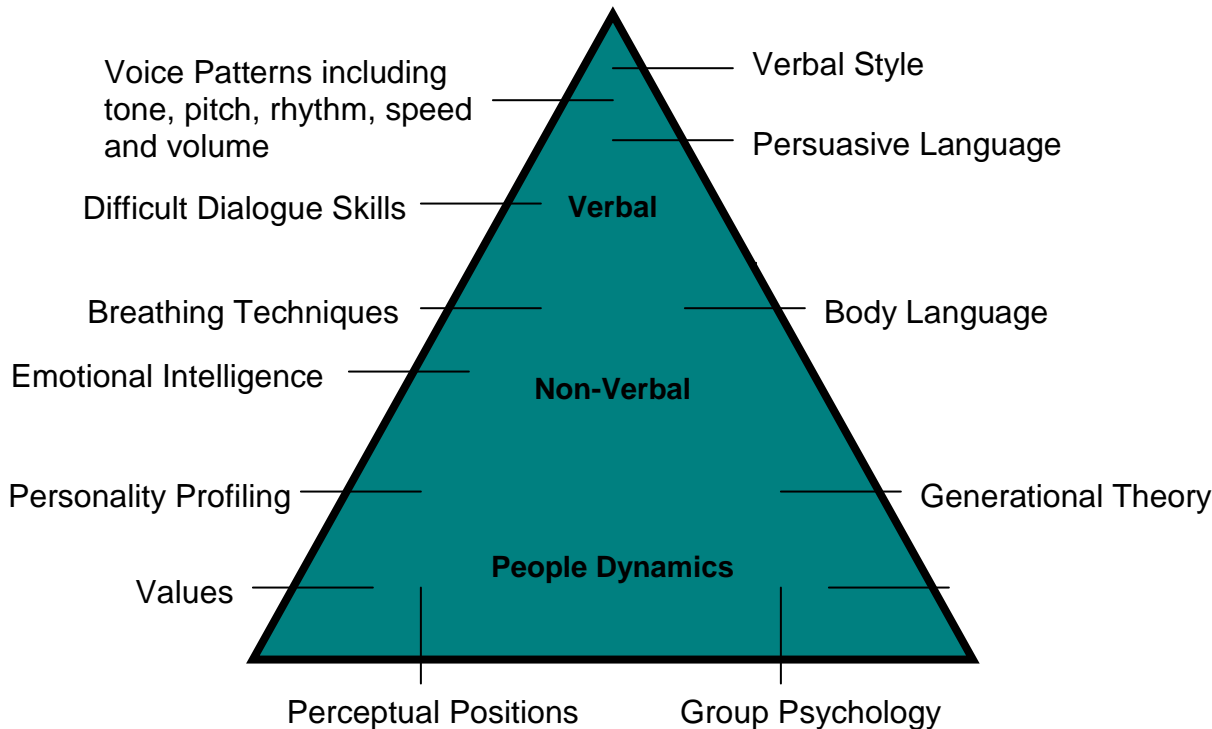 Verbal Style
Voice Patterns including
tone, pitch, rhythm, speed
and volume
Persuasive Language
Difficult Dialogue Skills
Verbal
Breathing Techniques
Body Language
Emotional Intelligence
Non-Verbal
Personality Profiling
Generational Theory
People Dynamics
Values
Perceptual Positions
Group Psychology